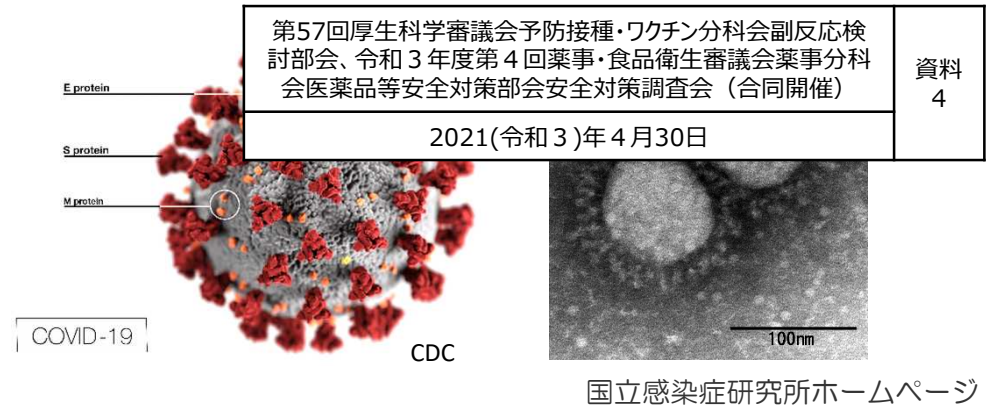 第57回厚生科学審議会予防接種・ワクチン分科会副反応検
討部会、令和３年度第４回薬事・食品衛生審議会薬事分科
会医薬品等安全対策部会安全対策調査会（合同開催）
資料
4
2021(令和３)年４月30日
E protein
S protein
M protein
COVID-19
CDC
100nm
国立感染症研究所ホームページ